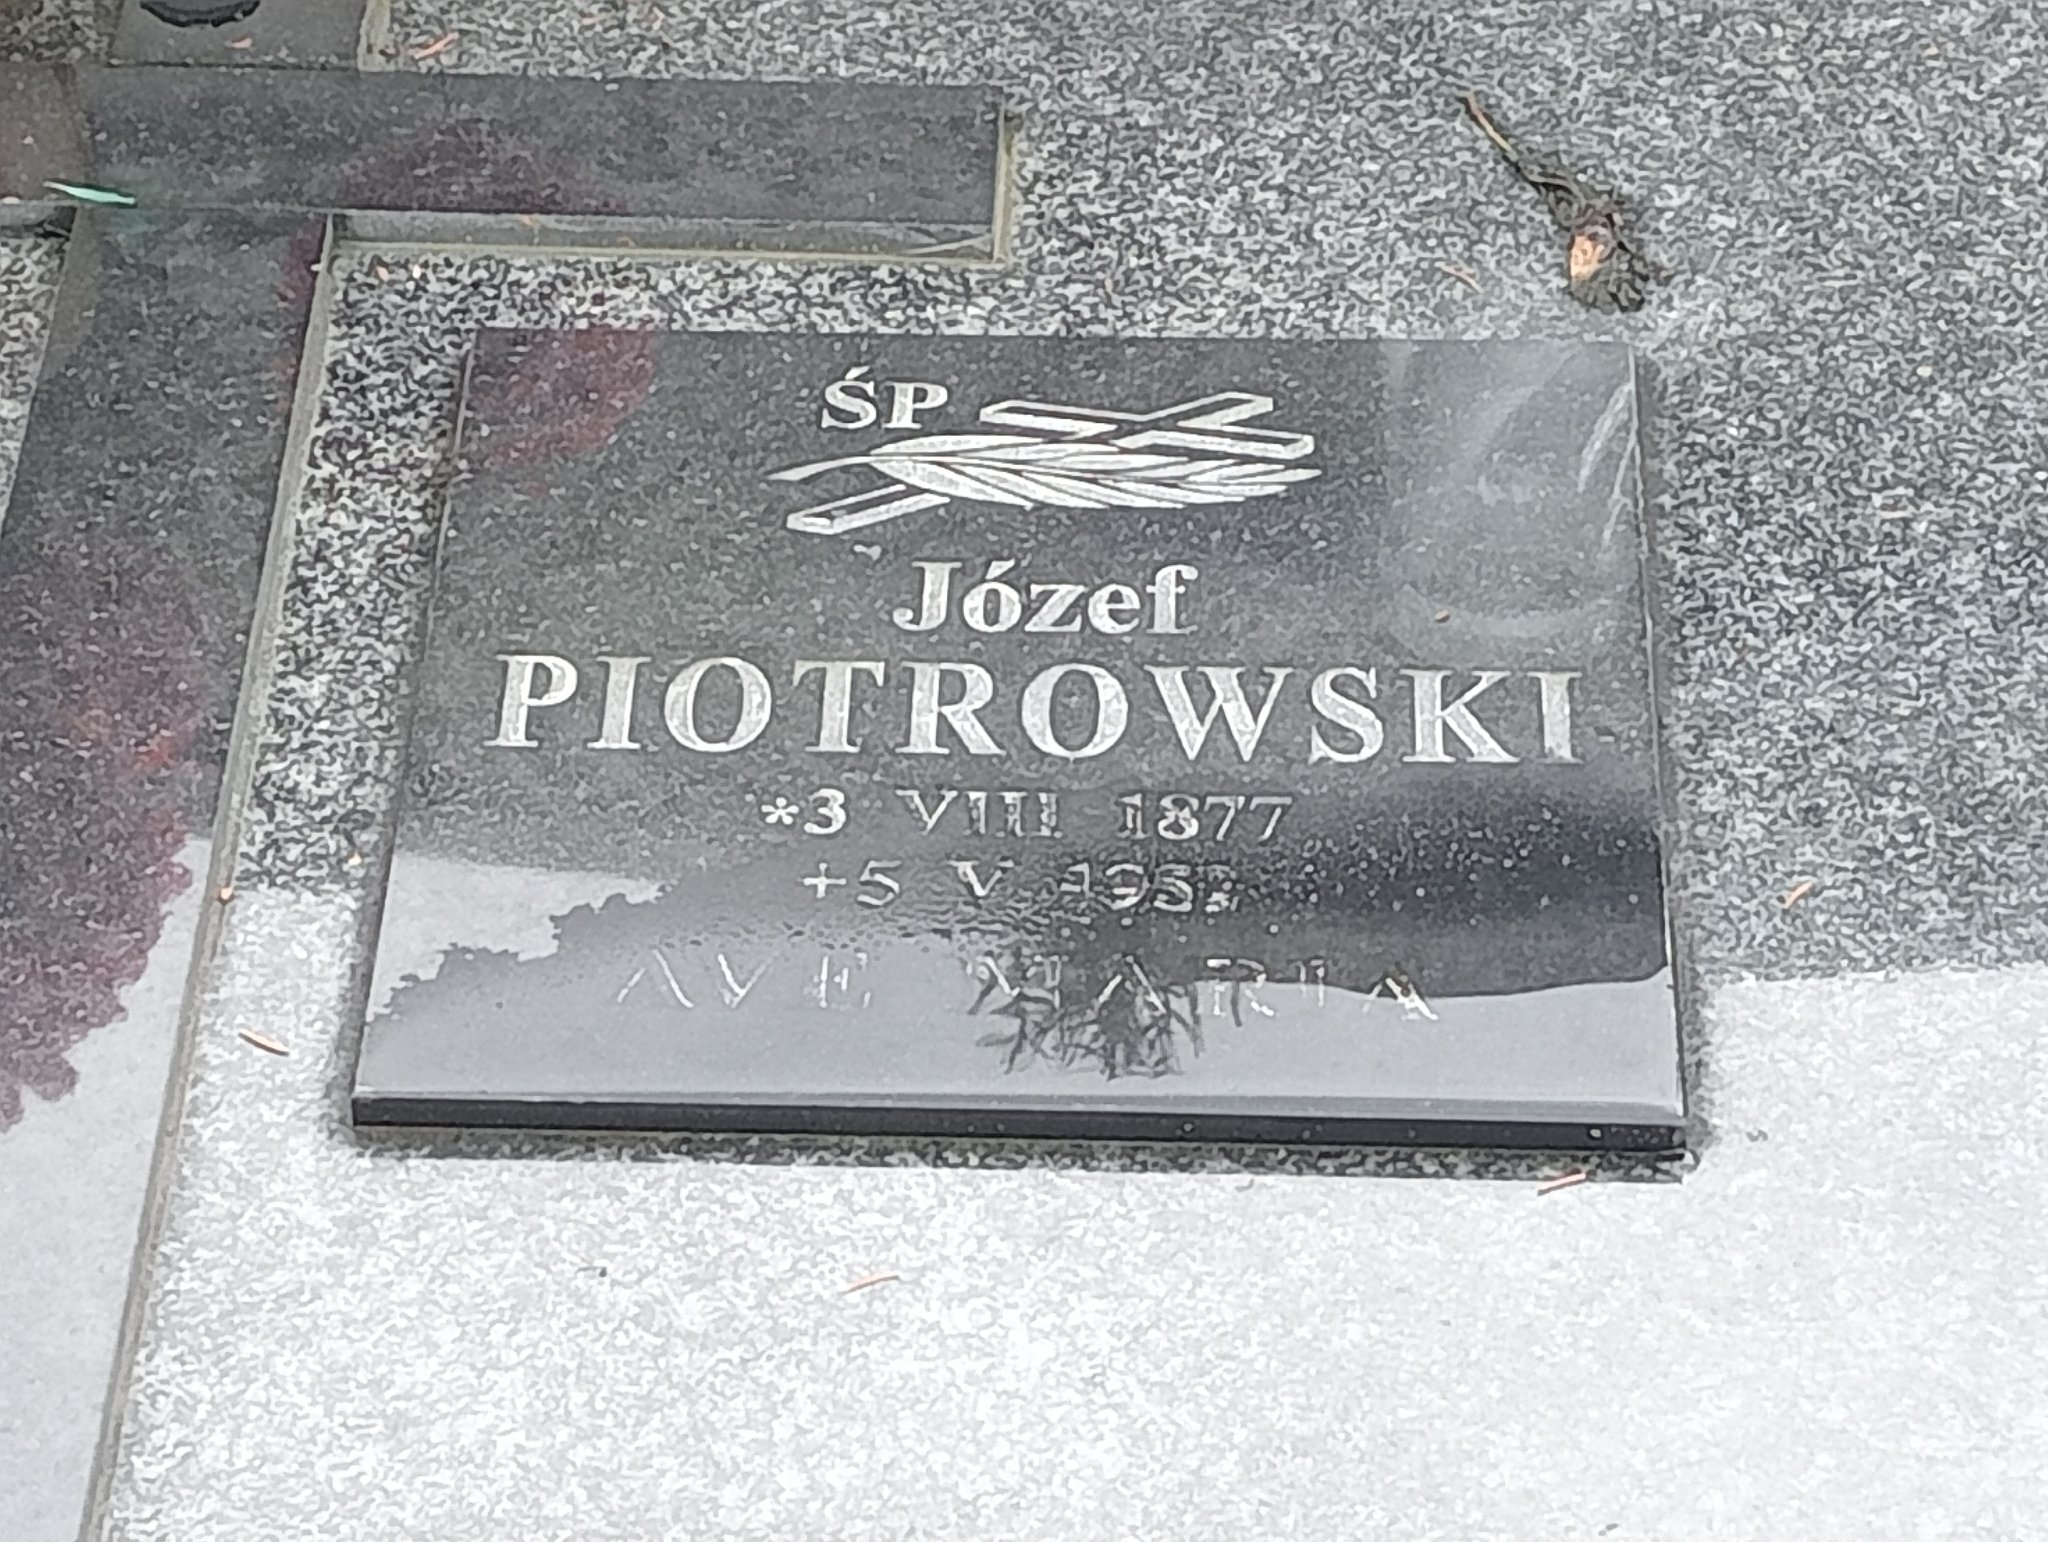 ŚP
Józef
PIOTROWSKI
*3 VIII 1877
+5 V
AVE MARIA